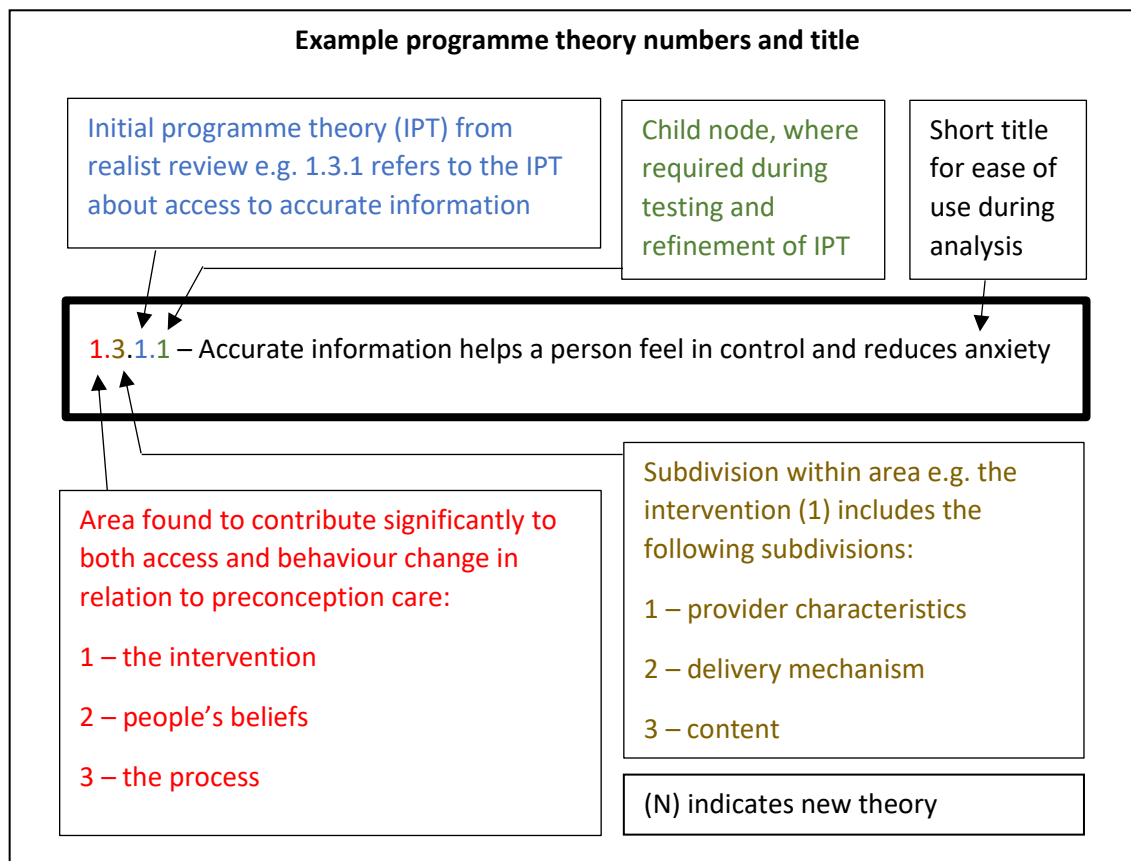 Example programme theory numbers and title
Initial programme theory (IPT) from
realist review e.g. 1.3.1 refers to the IPT
about access to accurate information
Child node, where
required during
testing and
refinement of IPT
Short title
for ease of
use during
analysis
1.3.1.1 – Accurate information helps a person feel in control and reduces anxiety
Area found to contribute significantly to
both access and behaviour change in
relation to preconception care:
1 – the intervention
2 – people’s beliefs
3 – the process
Subdivision within area e.g. the
intervention (1) includes the
following subdivisions:
1 – provider characteristics
2 – delivery mechanism
3 – content
(N) indicates new theory